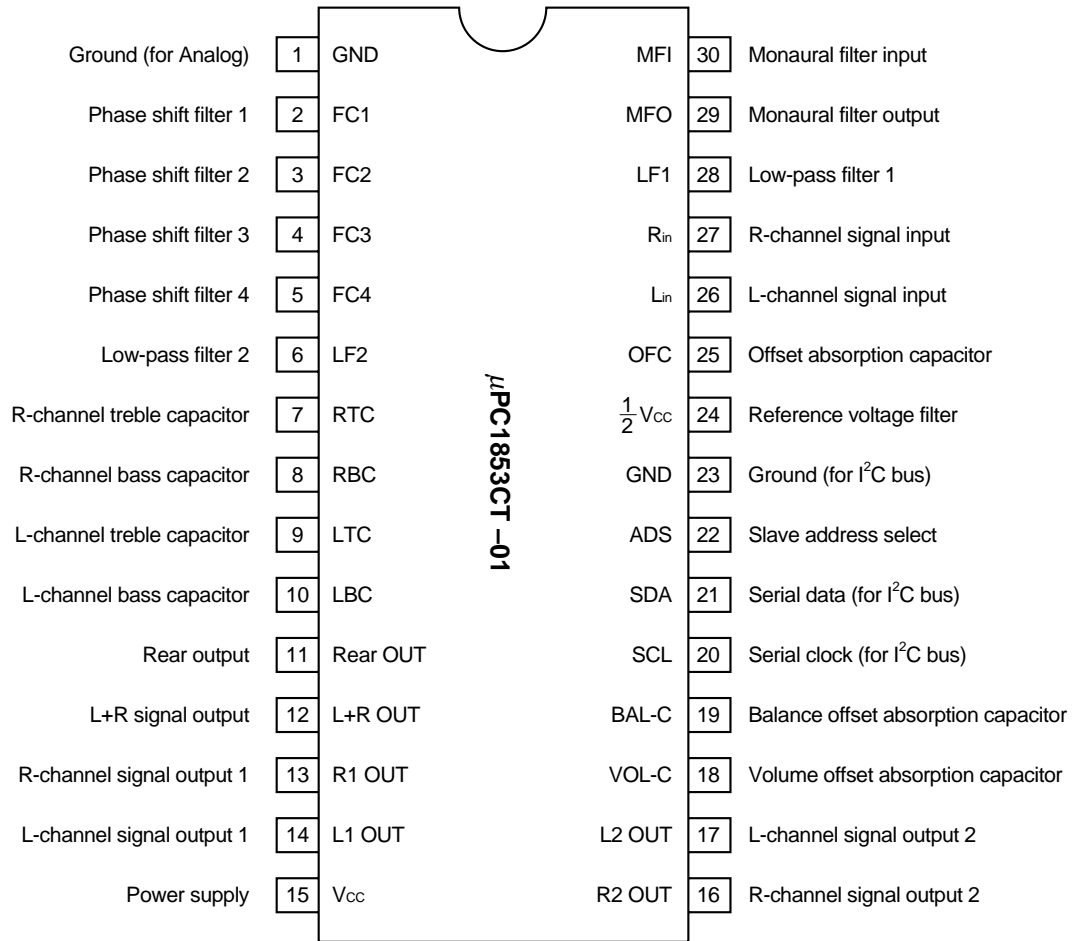 Ground (for Analog) 1 GND MFI 30 Monaural filter input
Phase shift filter 1 2 FC1 MFO 29 Monaural filter output
Phase shift filter 2 3 FC2 LF1 28 Low-pass filter 1
Phase shift filter 3 4 FC3 Rin 27 R-channel signal input
Phase shift filter 4 5 FC4 Lin 26 L-channel signal input
Low-pass filter 2 6 LF2 OFC 25 Offset absorption capacitor
R-channel treble capacitor 7 RTC 1/2 VCC 24 Reference voltage filter
R-channel bass capacitor 8 RBC GND 23 Ground (for I²C bus)
L-channel treble capacitor 9 LTC ADS 22 Slave address select
L-channel bass capacitor 10 LBC SDA 21 Serial data (for I²C bus)
Rear output 11 Rear OUT SCL 20 Serial clock (for I²C bus)
L+R signal output 12 L+R OUT BAL-C 19 Balance offset absorption capacitor
R-channel signal output 1 13 R1 OUT VOL-C 18 Volume offset absorption capacitor
L-channel signal output 1 14 L1 OUT L2 OUT 17 L-channel signal output 2
Power supply 15 VCC R2 OUT 16 R-channel signal output 2
µPC1853CT –01